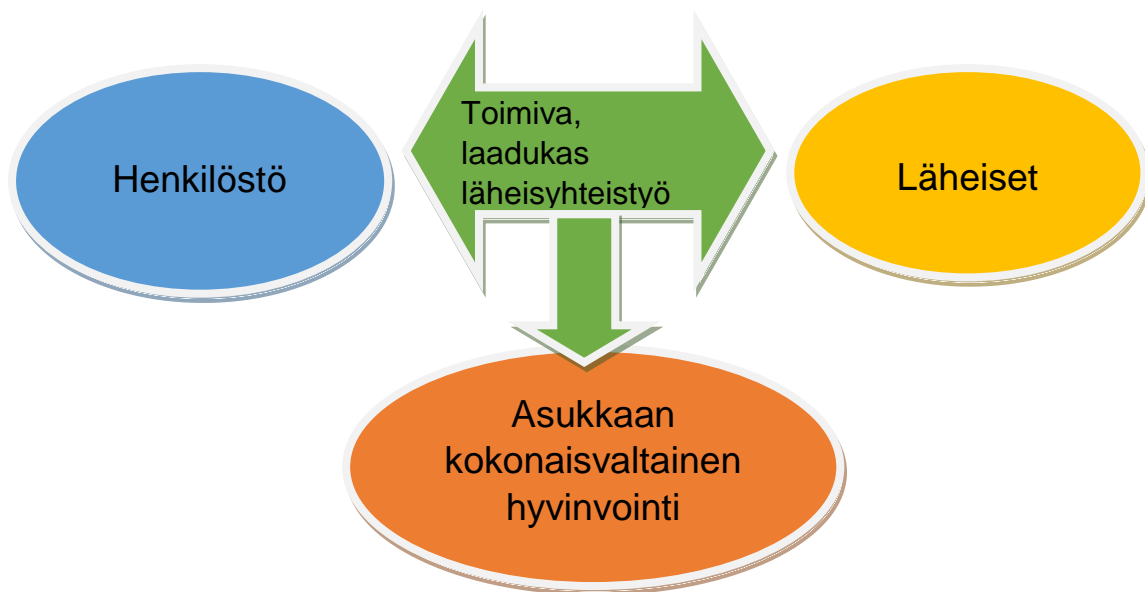 Toimiva,
laadukas
läheisyhteistyö
Henkilöstö
Läheiset
Asukkaan
kokonaisvaltainen
hyvinvointi